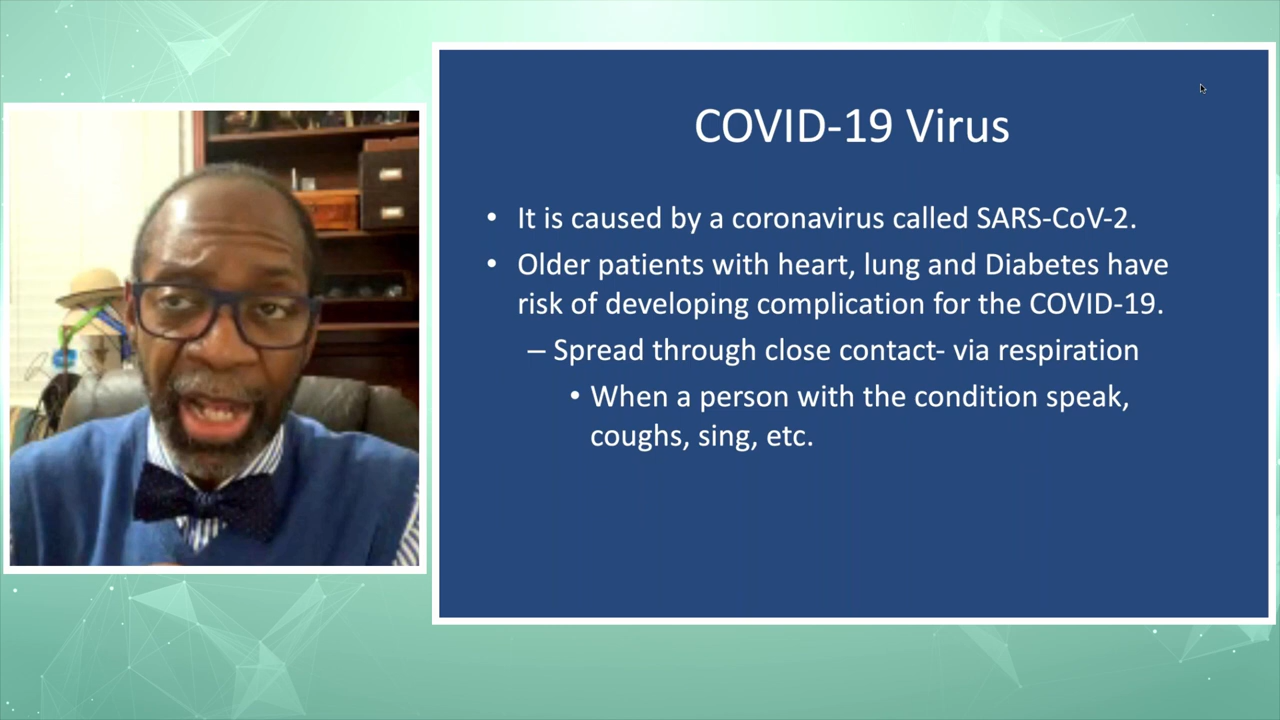 COVID-19 Virus
• It is caused by a coronavirus called SARS-CoV-2.
• Older patients with heart, lung and Diabetes have
risk of developing complication for the COVID-19.
– Spread through close contact- via respiration
• When a person with the condition speak,
coughs, sing, etc.